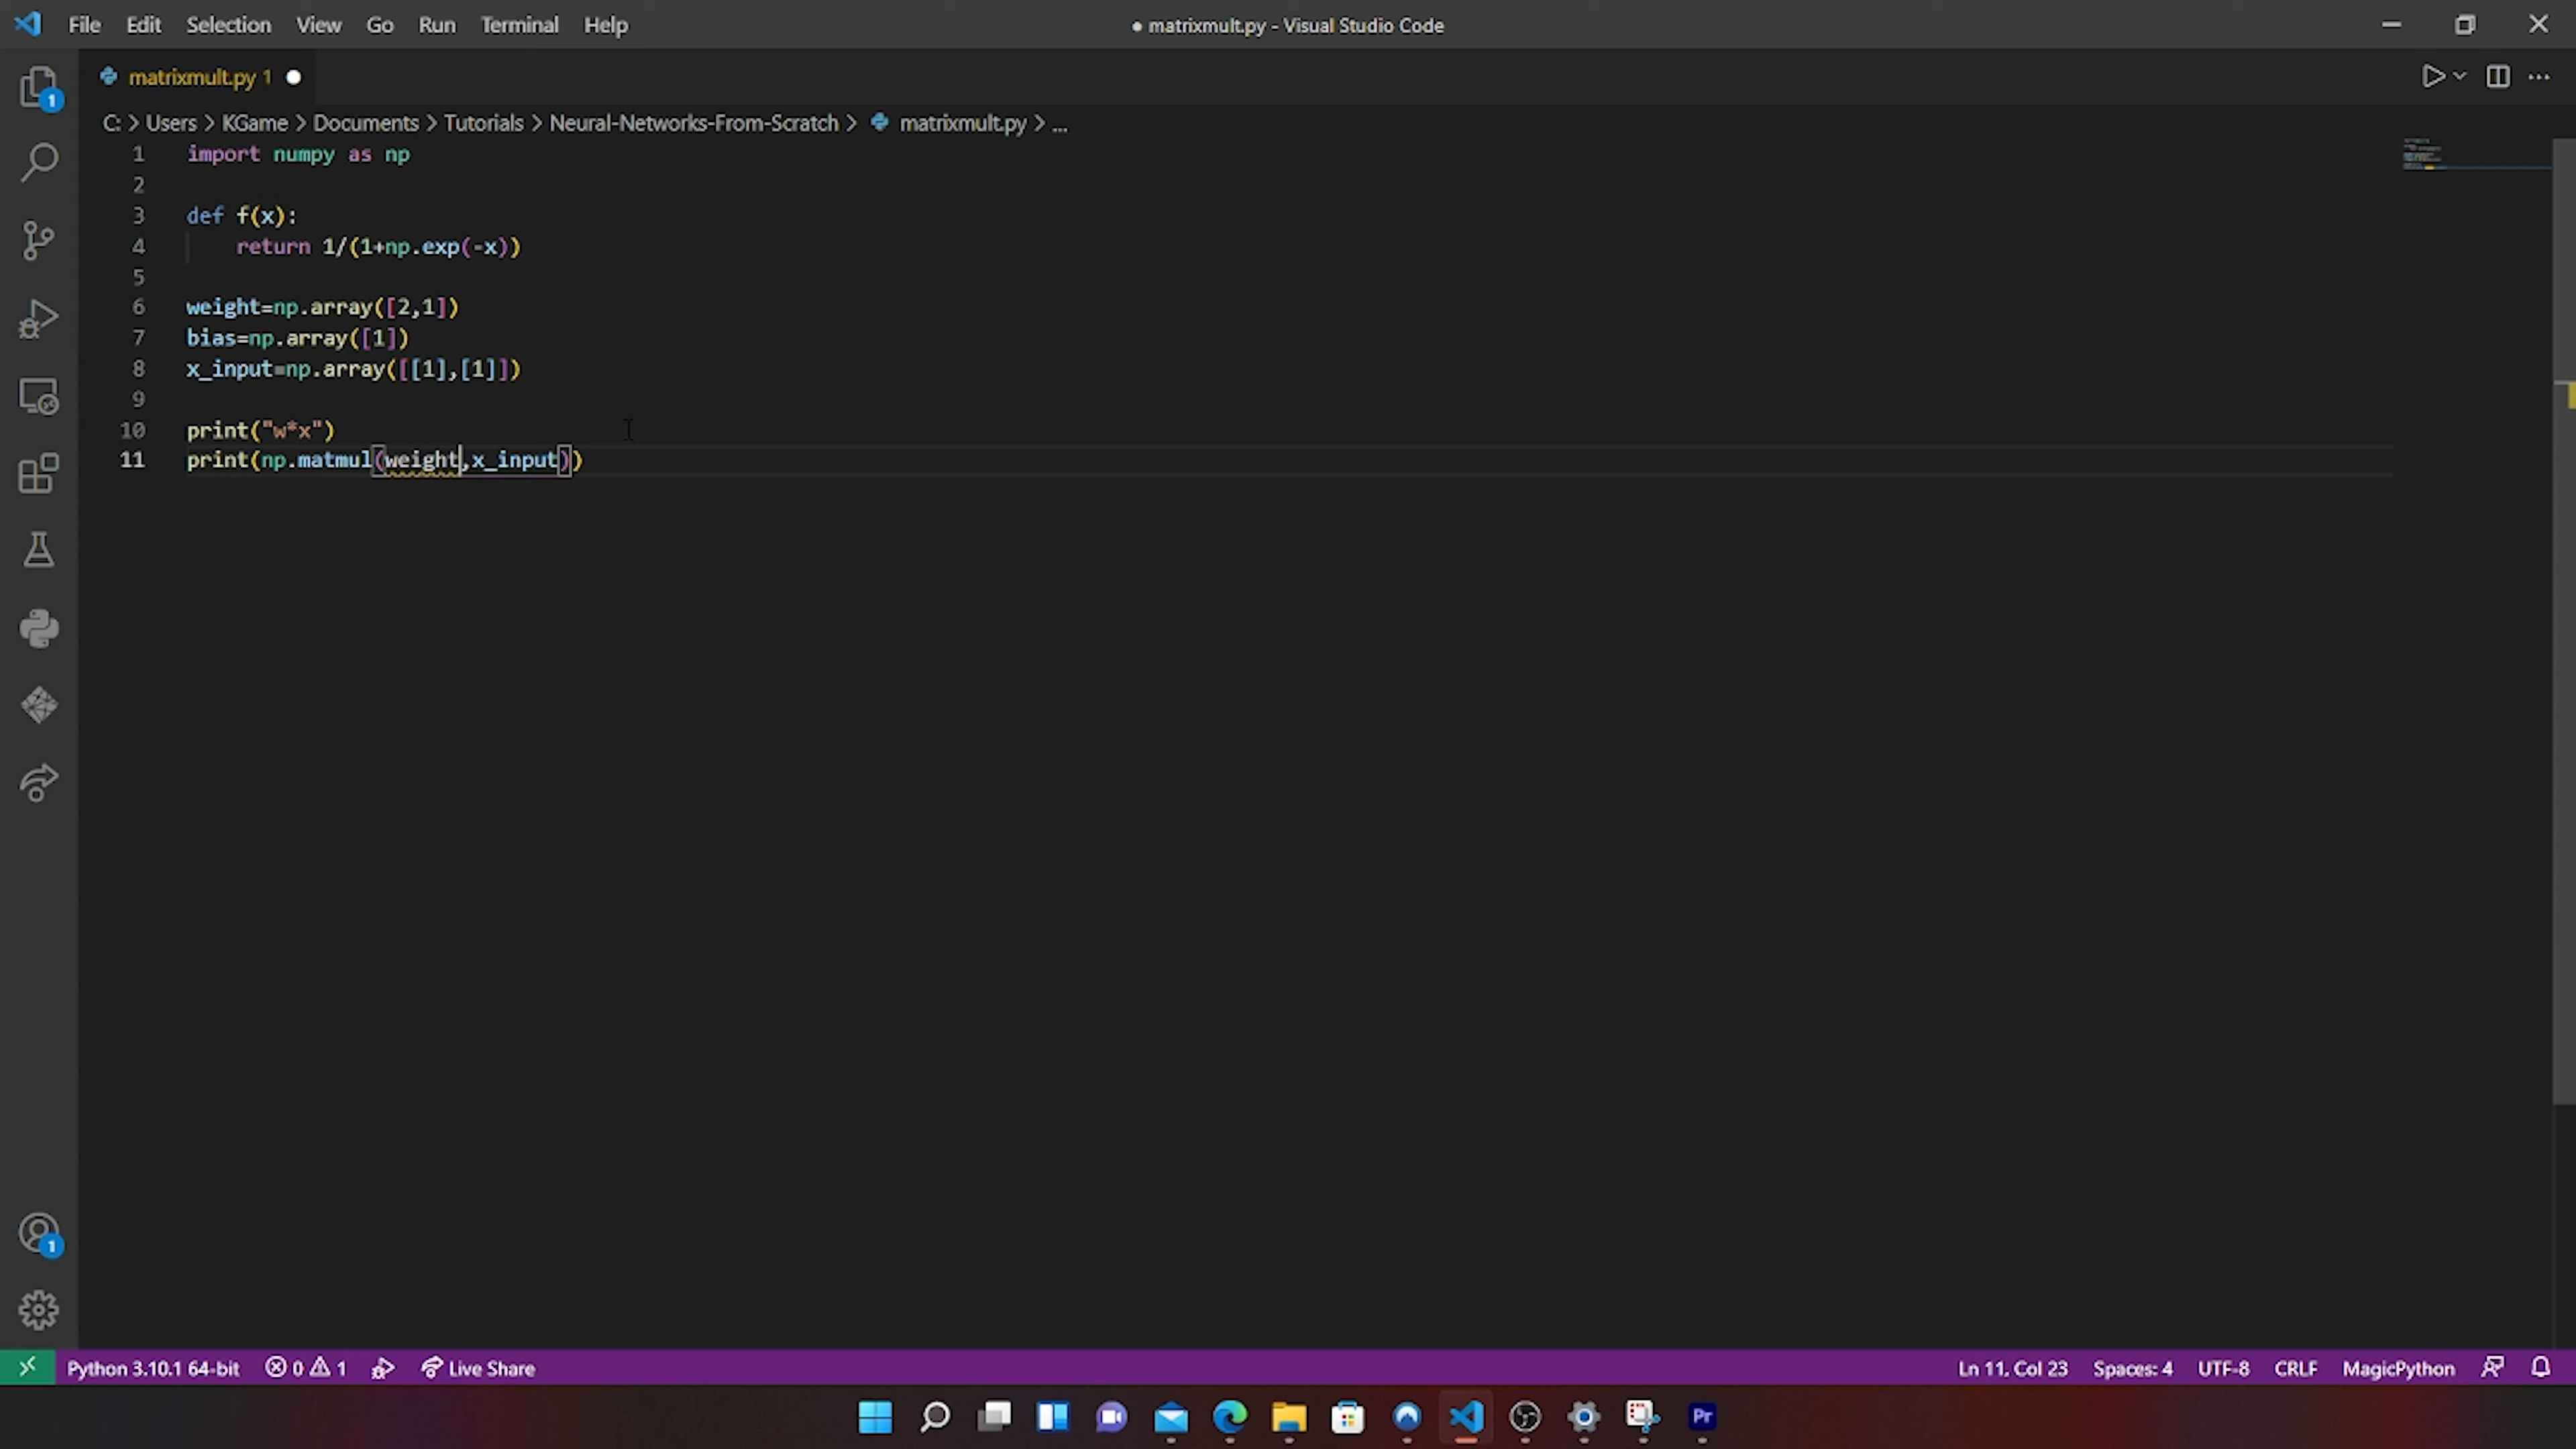 File Edit Selection View Go Run Terminal Help
● matrixmult.py - Visual Studio Code
matrixmult.py 1
C: > Users > KGame > Documents > Tutorials > Neural-Networks-From-Scratch > matrixmult.py > ...
1 import numpy as np
2
3 def f(x):
4 return 1/(1+np.exp(-x))
5
6 weight=np.array([2,1])
7 bias=np.array([1])
8 x_input=np.array([[1],[1]])
9
10 print("w*x")
11 print(np.matmul(weight,x_input))
1
1
Python 3.10.1 64-bit 0 1 Live Share
Ln 11, Col 23 Spaces: 4 UTF-8 CRLF MagicPython
Pr